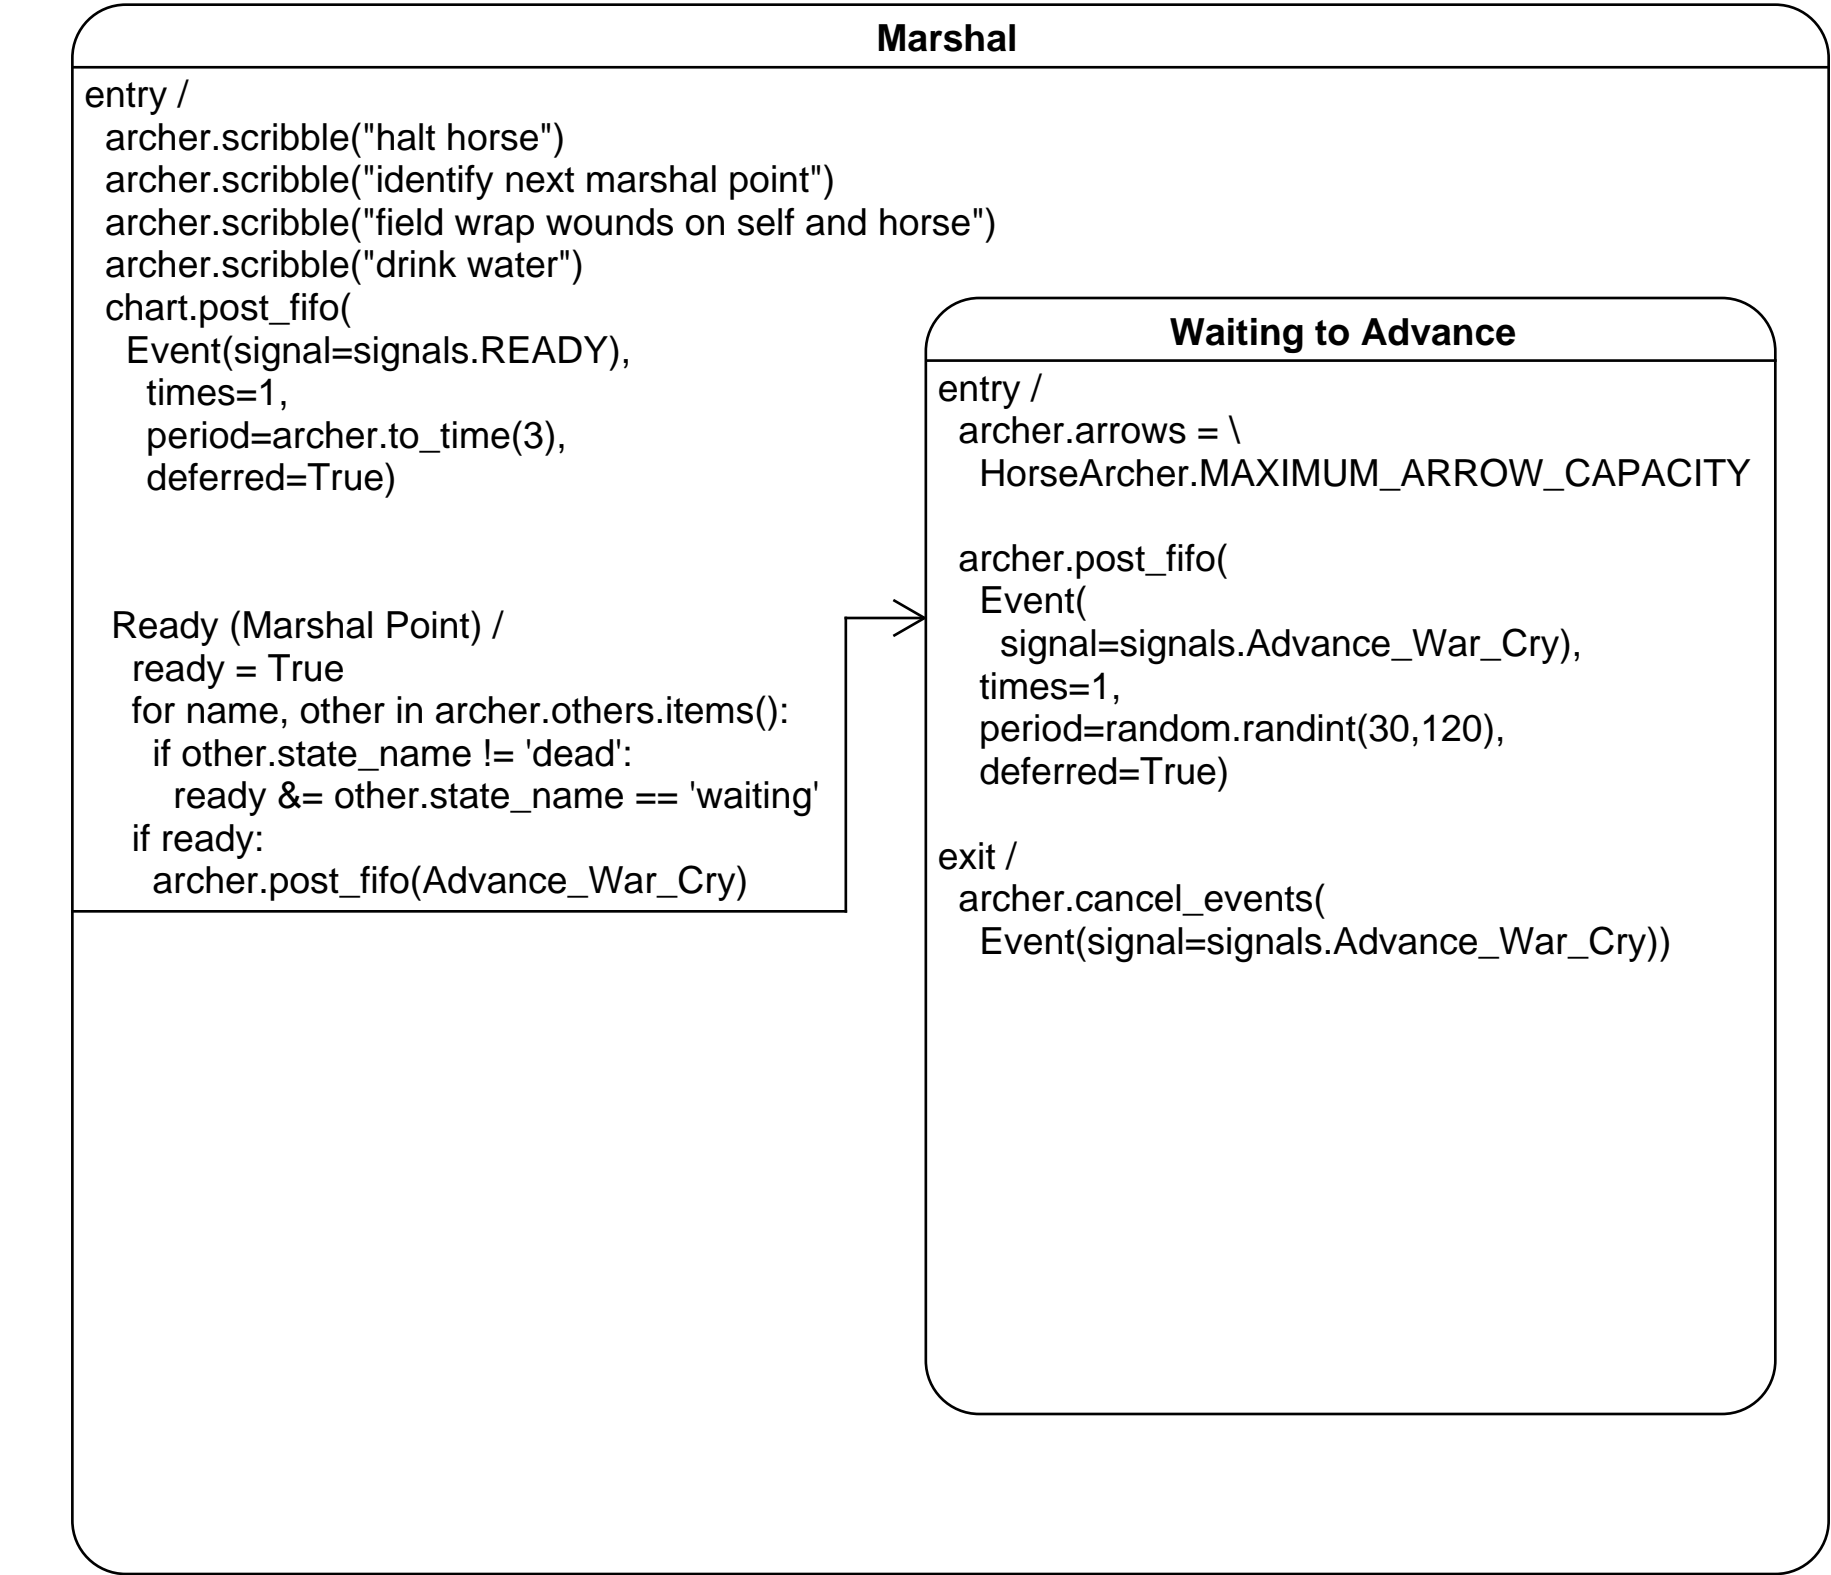 Marshal
entry /
archer.scribble("halt horse")
archer.scribble("identify next marshal point")
archer.scribble("field wrap wounds on self and horse")
archer.scribble("drink water")
chart.post_fifo(
Event(signal=signals.READY),
times=1,
period=archer.to_time(3),
deferred=True)
Ready (Marshal Point) /
ready = True
for name, other in archer.others.items():
if other.state_name != 'dead':
ready &= other.state_name == 'waiting'
if ready:
archer.post_fifo(Advance_War_Cry)
Waiting to Advance
entry /
archer.arrows = \
HorseArcher.MAXIMUM_ARROW_CAPACITY
archer.post_fifo(
Event(
signal=signals.Advance_War_Cry),
times=1,
period=random.randint(30,120),
deferred=True)
exit /
archer.cancel_events(
Event(signal=signals.Advance_War_Cry))